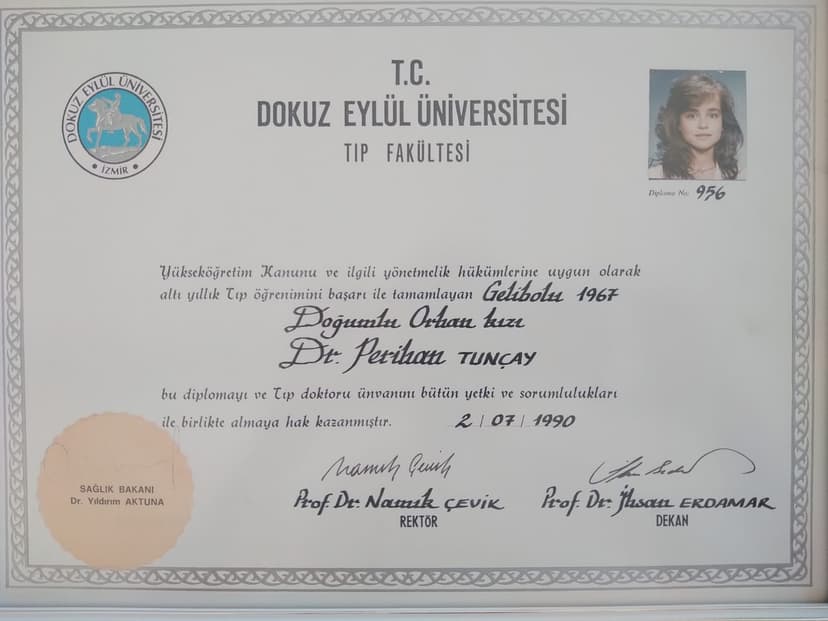 T.C.
DOKUZ EYLÜL ÜNİVERSİTESİ
TIP FAKÜLTESİ
DOKUZ EYLÜL ÜNİVERSİTESİ
İZMİR
Diploma No: 956
Yükseköğretim Kanunu ve ilgili yönetmelik hükümlerine uygun olarak
altı yıllık Tıp öğrenimini başarı ile tamamlayan Gelibolu 1967
Doğumlu Orhan kızı
Dr. Perihan TUNÇAY
bu diplomayı ve Tıp doktoru ünvanını bütün yetki ve sorumlulukları
ile birlikte almaya hak kazanmıştır. 2/07/1990
SAĞLIK BAKANI
Dr. Yıldırım AKTUNA
Namık Çevik
Prof. Dr. Namık ÇEVİK
REKTÖR
Prof. Dr. İhsan ERDAMAR
DEKAN